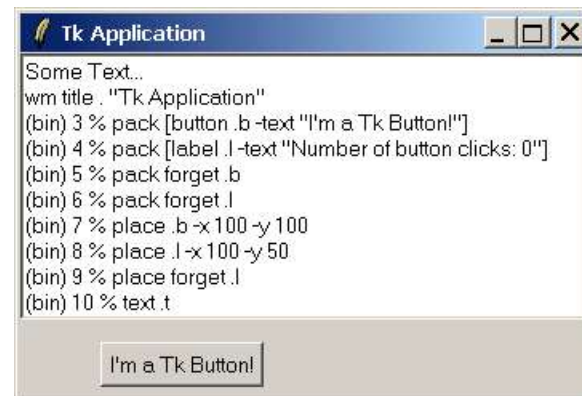 Tk Application
Some Text...
wm title . "Tk Application"
(bin) 3 % pack [button .b -text "I'm a Tk Button!"]
(bin) 4 % pack [label .l -text "Number of button clicks: 0"]
(bin) 5 % pack forget .b
(bin) 6 % pack forget .l
(bin) 7 % place .b -x 100 -y 100
(bin) 8 % place .l -x 100 -y 50
(bin) 9 % place forget .l
(bin) 10 % text .t
I'm a Tk Button!